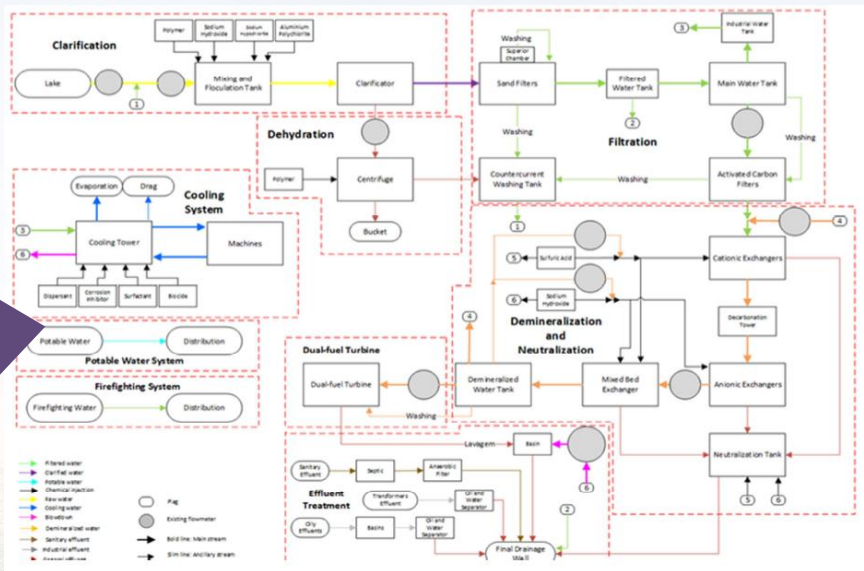 Clarification
Polymer
Sodium
Hydroxide
Sodium
Hypochlorite
Aluminium
Polychlorite
Lake
1
Mixing and
Floculation Tank
Clarificator
Washing
Superior
Chamber
Sand Filters
Filtered
Water Tank
2
Industrial Water
Tank
3
Main Water Tank
Washing
Filtration
Washing
Countercurrent
Washing Tank
1
Washing
Activated Carbon
Filters
Dehydration
Polymer
Centrifuge
Bucket
Evaporation
Drag
Cooling
System
3
6
Cooling Tower
Machines
Dispersant
Corrosion
Inhibitor
Surfactant
Biocide
Potable Water
Distribution
Potable Water System
Firefighting System
Firefighting Water
Distribution
4
5
Sulfuric Acid
6
Sodium
Hydroxide
Cationic Exchangers
Decarbonation
Tower
Demineralization
and
Neutralization
4
Dual-fuel Turbine
Dual-fuel Turbine
Washing
Demineralized
Water Tank
Mixed Bed
Exchanger
Anionic Exchangers
Neutralization Tank
5
6
Lavagem
Basin
6
Sanitary
Effluent
Septic
Anaerobic
Filter
Effluent
Treatment
Transformers
Effluent
Oil and
Water
Separator
Oily
Effluents
Basins
Oil and
Water
Separator
2
Final Drainage
Well
Filtered water
Clarified water
Potable water
Chemical injection
Raw water
Cooling water
Blowdown
Demineralized water
Sanitary effluent
Industrial effluent
General effluent
Plug
Existing flowmeter
Bold line: Main stream
Slim line: Ancillary stream